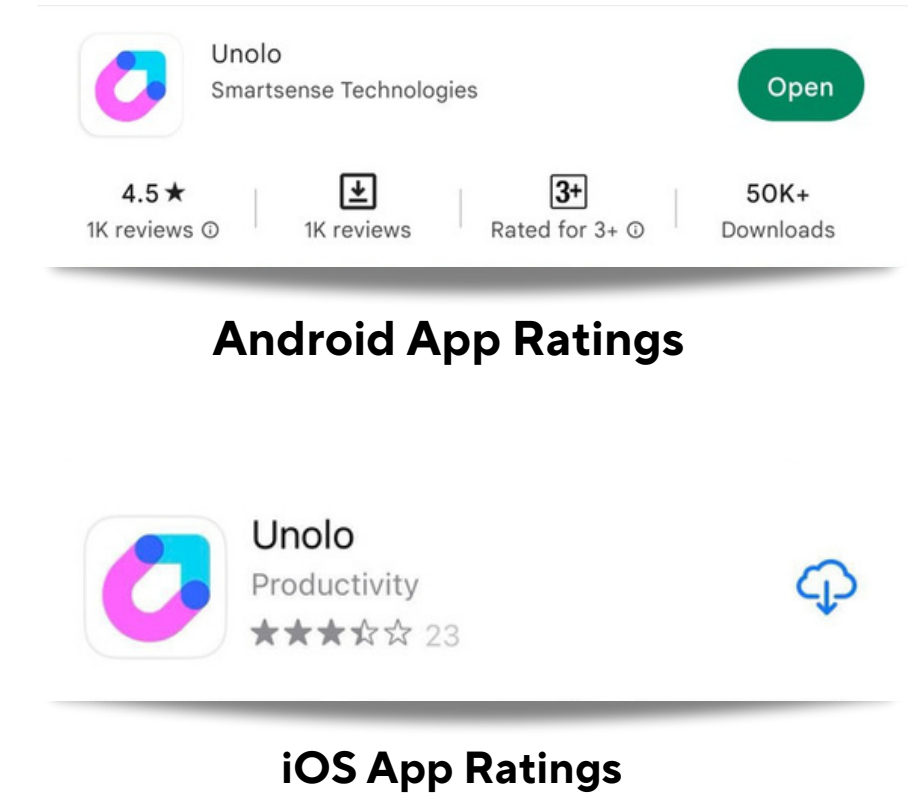 Unolo
Smartsense Technologies
Open
4.5 ★
3+
50K+
1K reviews
1K reviews
Rated for 3+
Downloads
Android App Ratings
Unolo
Productivity
23
iOS App Ratings